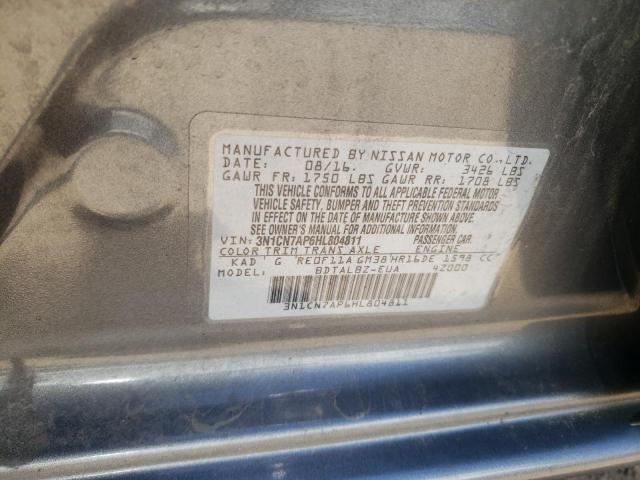 MANUFACTURED BY NISSAN MOTOR CO.,LTD.
DATE: 08/16. GVWR: 3426 LBS
GAWR FR: 1750 LBS GAWR RR: 1708 LBS
THIS VEHICLE CONFORMS TO ALL APPLICABLE FEDERAL MOTOR
VEHICLE SAFETY, BUMPER AND THEFT PREVENTION STANDARDS
IN EFFECT ON THE DATE OF MANUFACTURE SHOWN ABOVE.
SEE OWNER'S MANUAL FOR ADDITIONAL INFORMATION.
VIN: 3N1CN7AP6HL804811 PASSENGER CAR.
COLOR TRIM TRANS AXLE ENGINE
KAD G RE0F11A GM38 HR16DE 1598 CC
BDTALBZ-EUA 42000
3N1CN7AP6HL804811